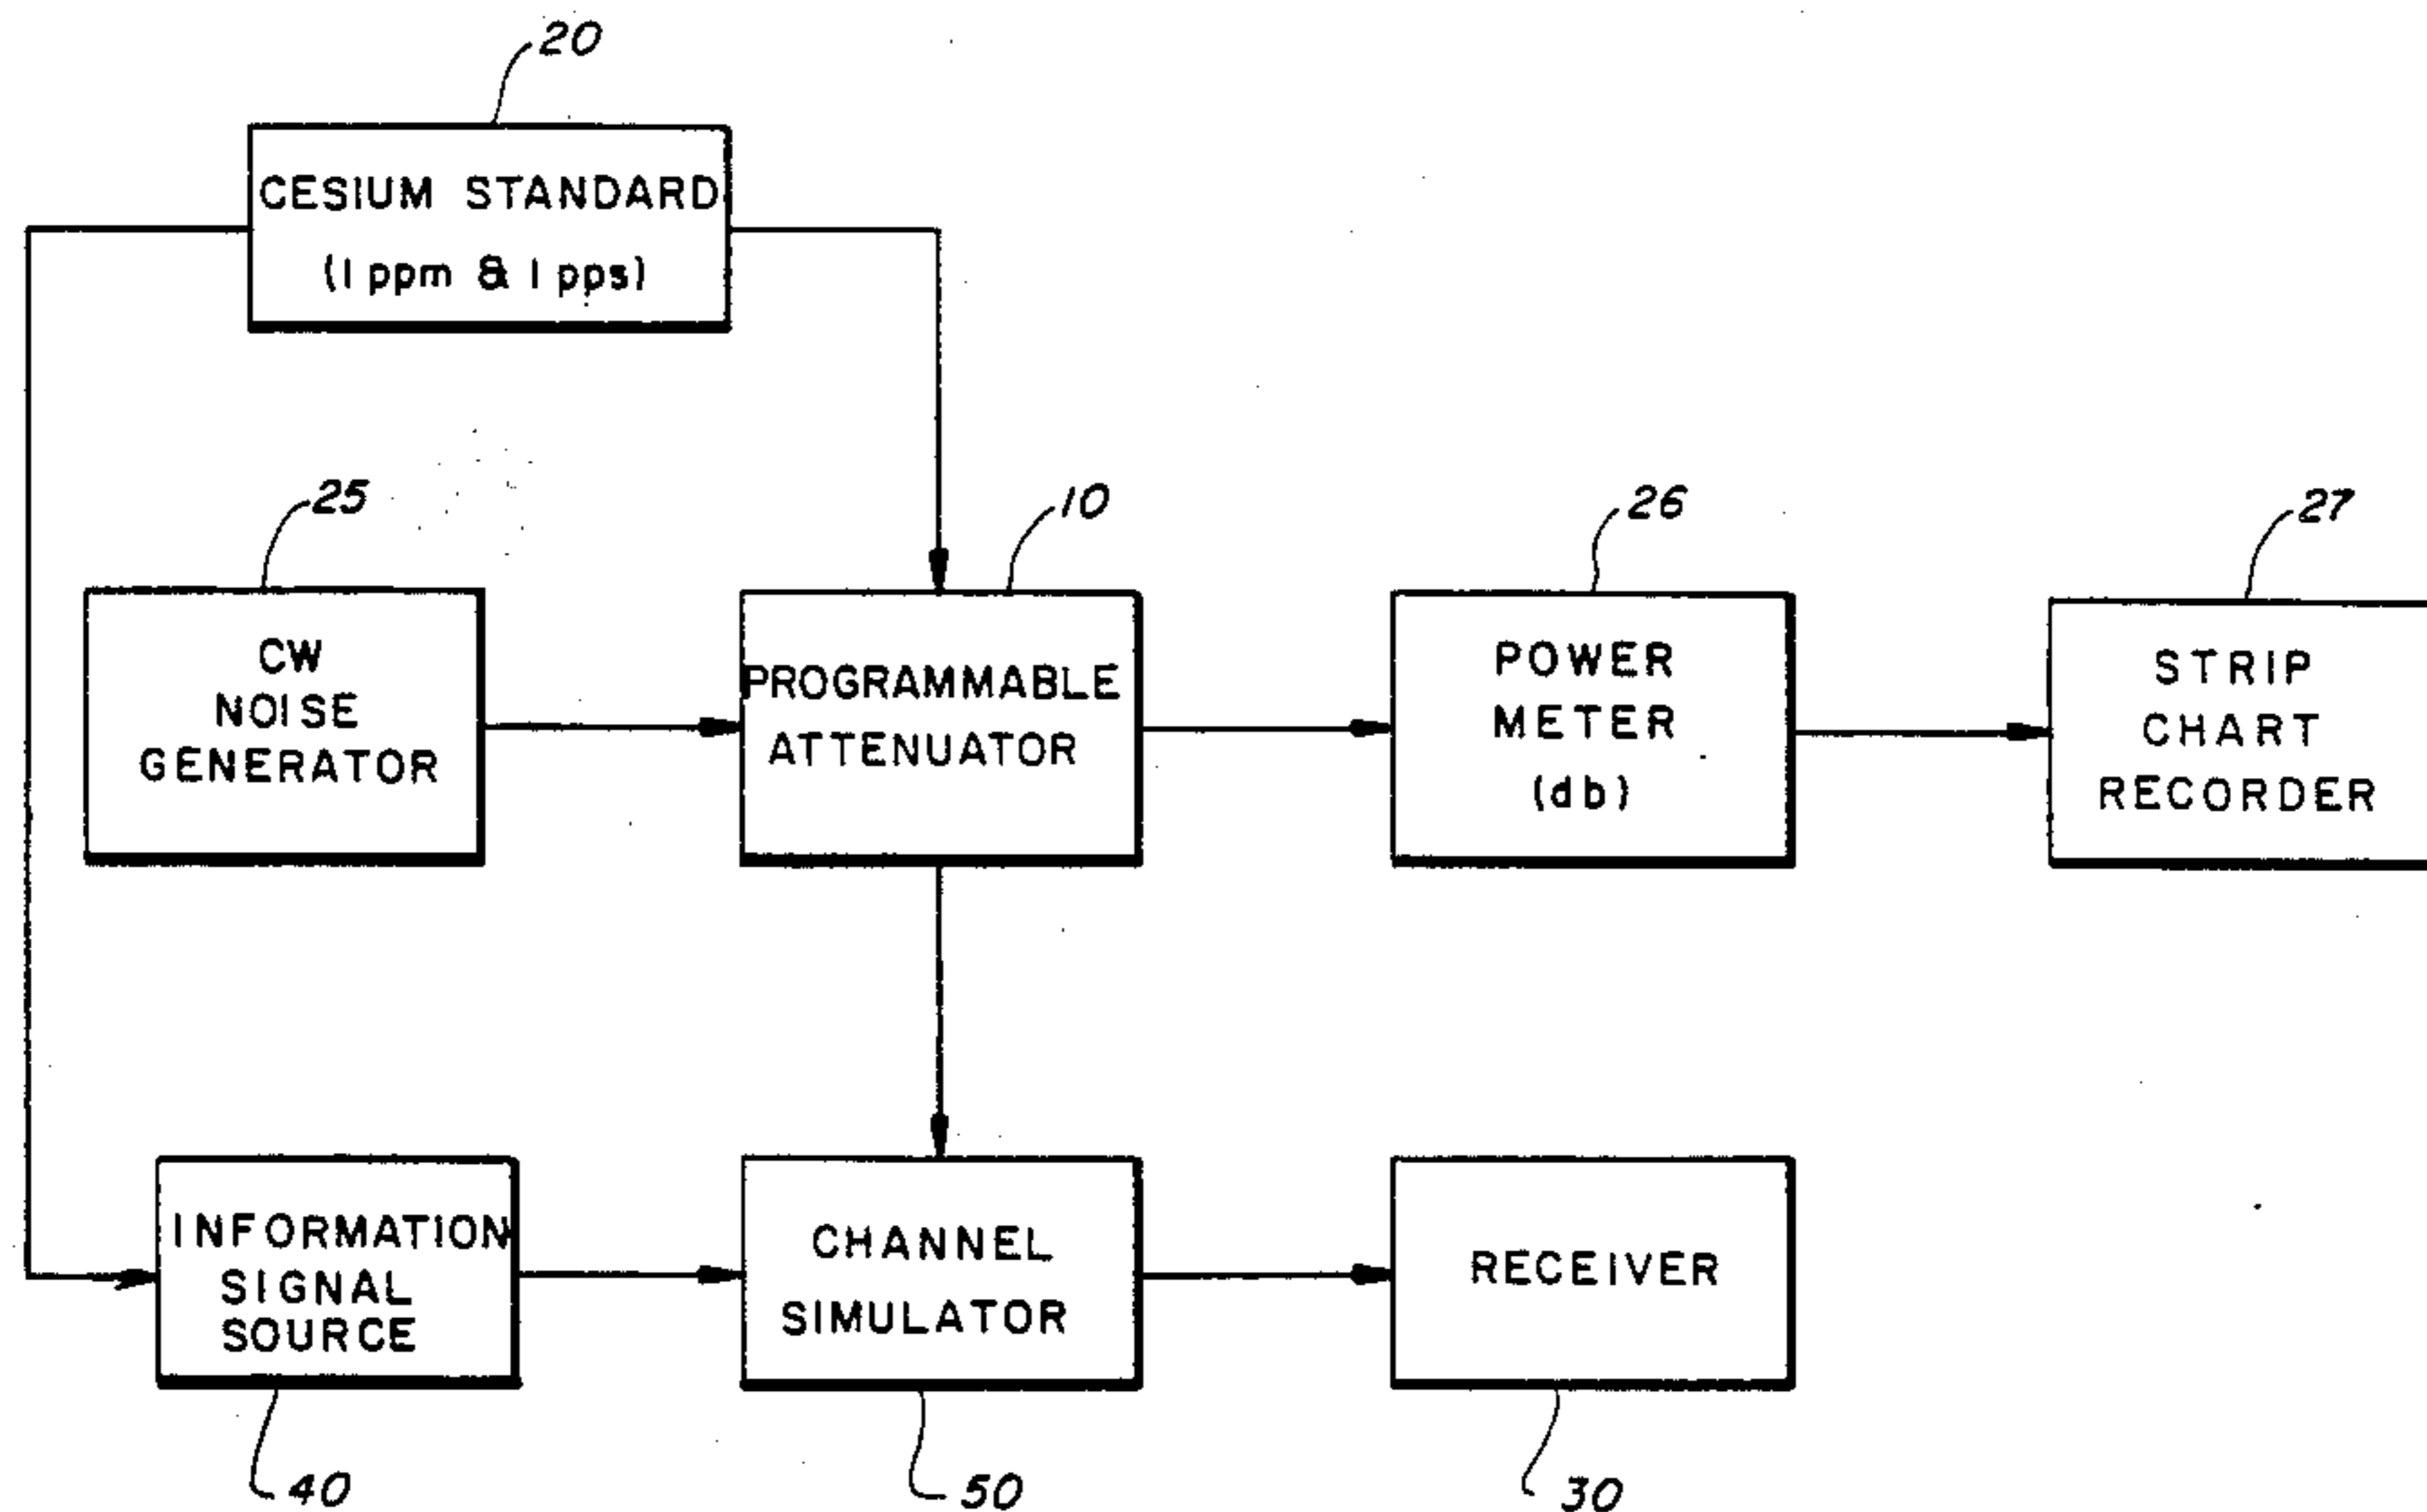 20
CESIUM STANDARD
(1 ppm & 1 pps)
25
CW
NOISE
GENERATOR
10
PROGRAMMABLE
ATTENUATOR
26
POWER
METER
(db)
27
STRIP
CHART
RECORDER
INFORMATION
SIGNAL
SOURCE
40
CHANNEL
SIMULATOR
50
RECEIVER
30